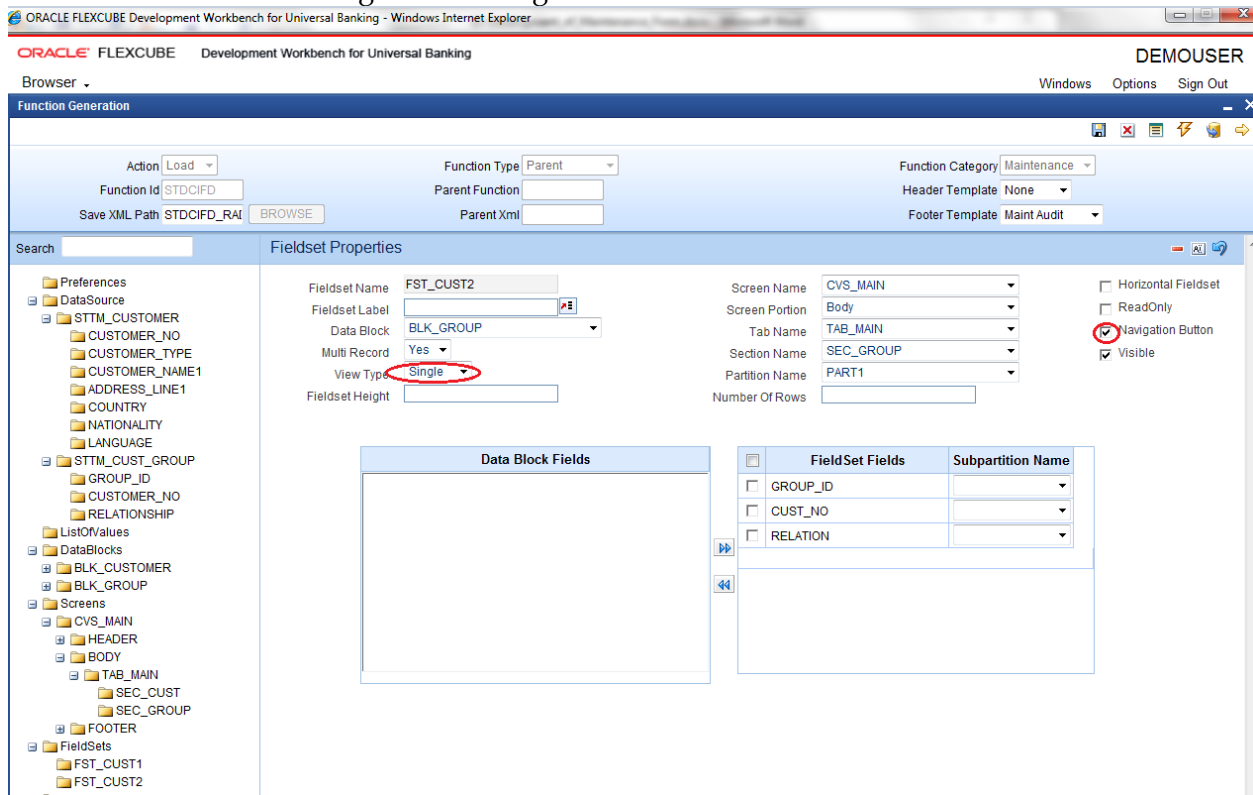 ORACLE FLEXCUBE Development Workbench for Universal Banking - Windows Internet Explorer
ORACLE FLEXCUBE Development Workbench for Universal Banking DEMOUSER
Browser Windows Options Sign Out
Function Generation
Action Load Function Type Parent Function Category Maintenance
Function Id STDCIFD Parent Function Header Template None
Save XML Path STDCIFD_RAD BROWSE Parent Xml Footer Template Maint Audit
Search Fieldset Properties
Preferences
DataSource
STTM_CUSTOMER
CUSTOMER_NO
CUSTOMER_TYPE
CUSTOMER_NAME1
ADDRESS_LINE1
COUNTRY
NATIONALITY
LANGUAGE
STTM_CUST_GROUP
GROUP_ID
CUSTOMER_NO
RELATIONSHIP
ListOfValues
DataBlocks
BLK_CUSTOMER
BLK_GROUP
Screens
CVS_MAIN
HEADER
BODY
TAB_MAIN
SEC_CUST
SEC_GROUP
FOOTER
FieldSets
FST_CUST1
FST_CUST2
Fieldset Name FST_CUST2 Screen Name CVS_MAIN Horizontal Fieldset
Fieldset Label Screen Portion Body ReadOnly
Data Block BLK_GROUP Tab Name TAB_MAIN Navigation Button
Multi Record Yes Section Name SEC_GROUP Visible
View Type Single Partition Name PART1
Fieldset Height Number Of Rows
Data Block Fields FieldSet Fields Subpartition Name
GROUP_ID
CUST_NO
RELATION